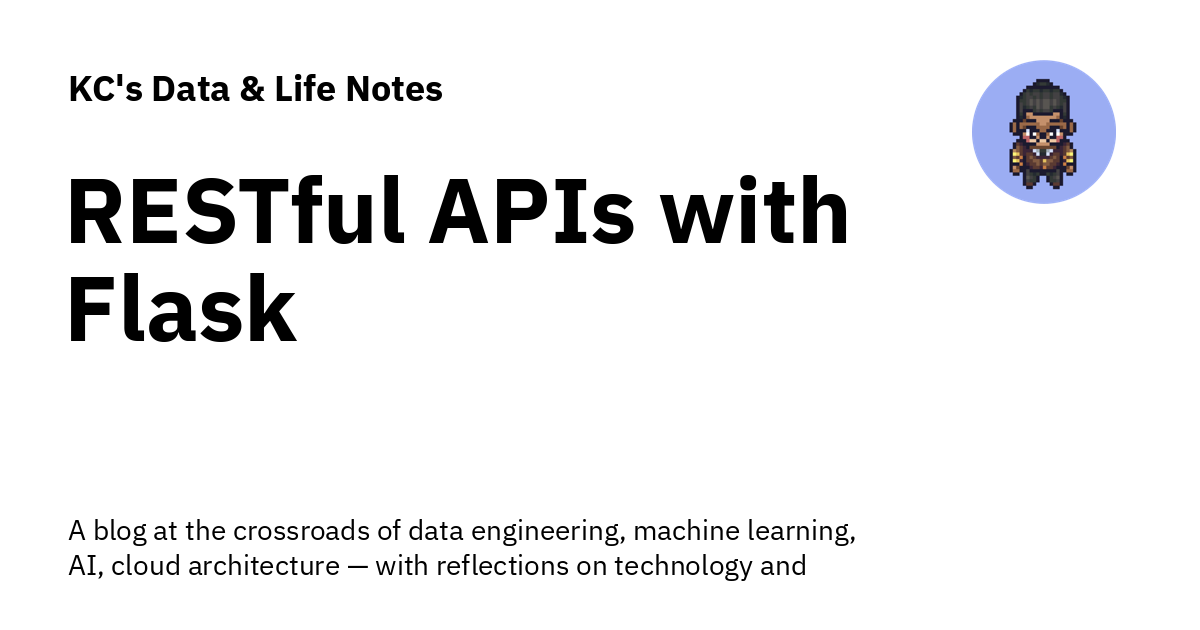 KC's Data & Life Notes
RESTful APIs with
Flask
A blog at the crossroads of data engineering, machine learning,
AI, cloud architecture — with reflections on technology and